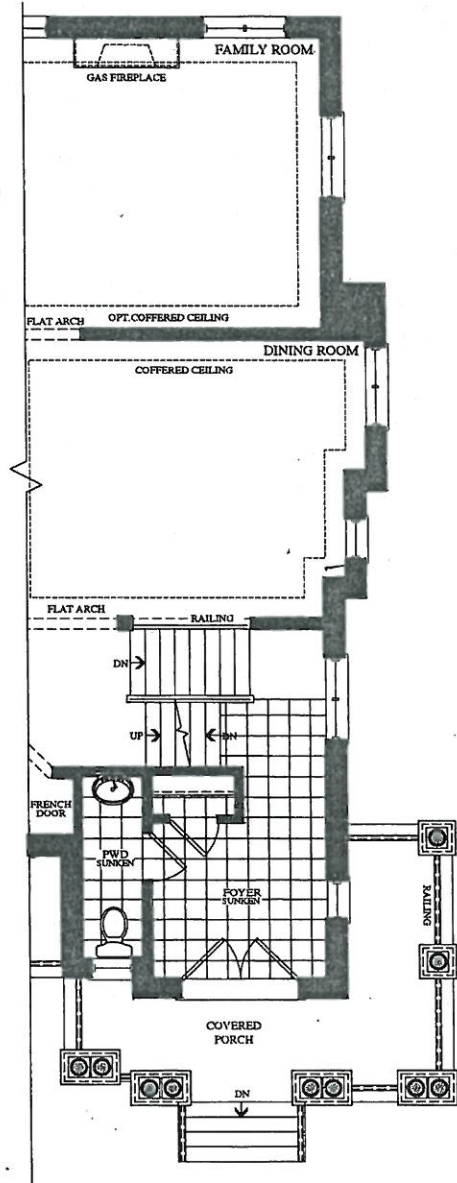 FAMILY ROOM
GAS FIREPLACE
OPT.COFFERED CEILING
FLAT ARCH
DINING ROOM
COFFERED CEILING
FLAT ARCH
RAILING
DN
UP
DN
FRENCH
DOOR
PWD
SUNKEN
FOYER
SUNKEN
RAILING
COVERED
PORCH
DN